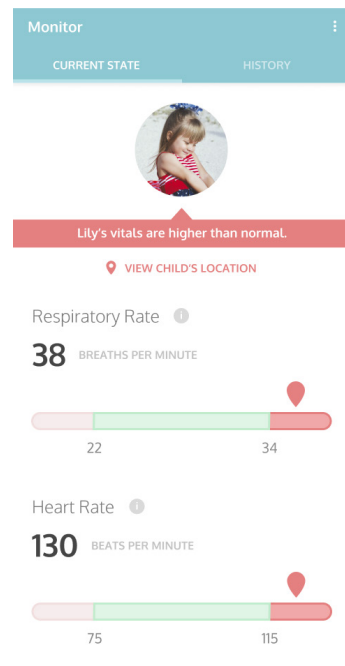 Monitor
CURRENT STATE HISTORY
Lily's vitals are higher than normal.
VIEW CHILD'S LOCATION
Respiratory Rate i
38 BREATHS PER MINUTE
22 34
Heart Rate i
130 BEATS PER MINUTE
75 115